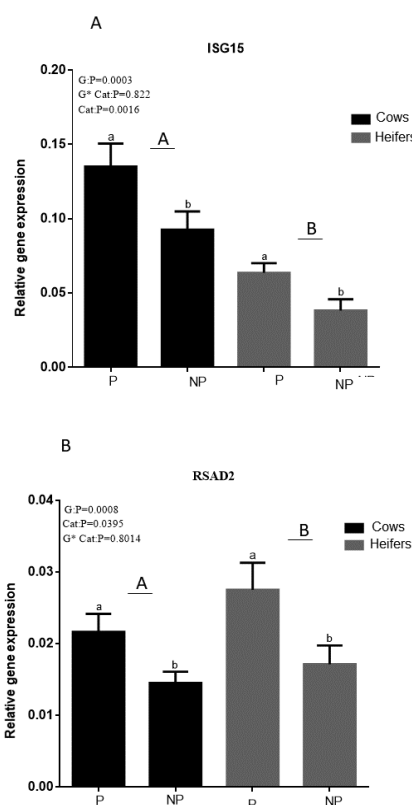 A
ISG15
0.20
G:P=0.0003
G* Cat:P=0.822
Cat:P=0.0016
Cows
Heifers
0.15
a
A
0.10
b
B
a
0.05
b
0.00
Relative gene expression
P NP P NP
B
RSAD2
0.04
G:P=0.0008
Cat:P=0.0395
G* Cat:P=0.8014
Cows
Heifers
0.03
a
B
A
a
0.02
b
b
0.01
0.00
Relative gene expression
P NP P NP